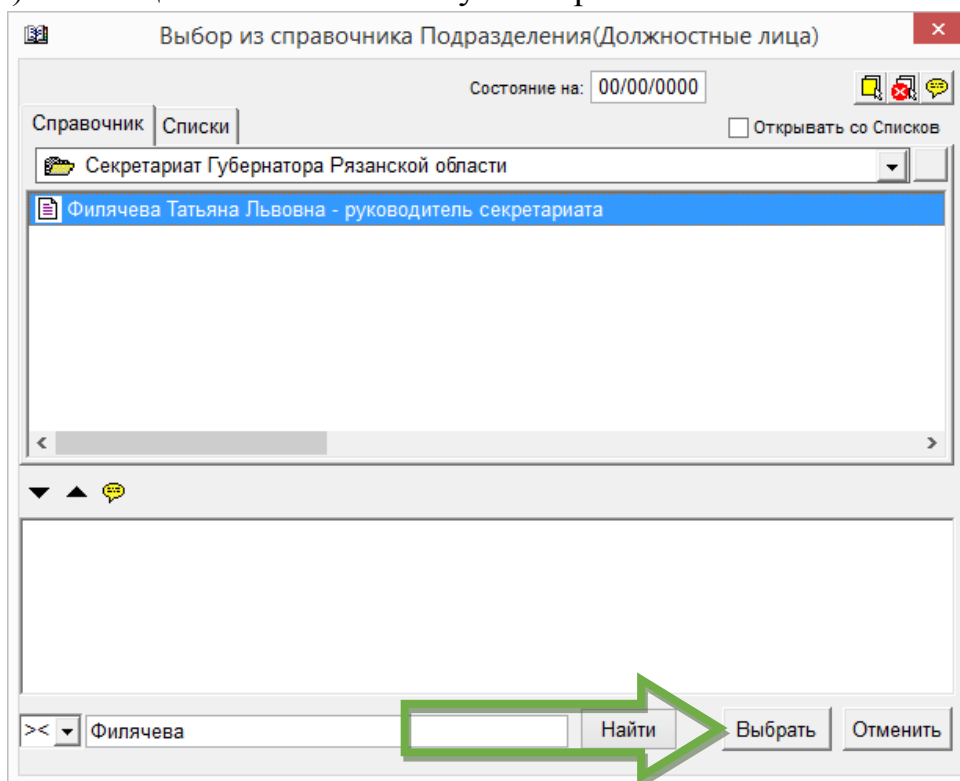 Выбор из справочника Подразделения(Должностные лица)
Состояние на: 00/00/0000
Справочник Списки Открывать со Списков
Секретариат Губернатора Рязанской области
Филячева Татьяна Львовна - руководитель секретариата
>< Филячева Найти Выбрать Отменить